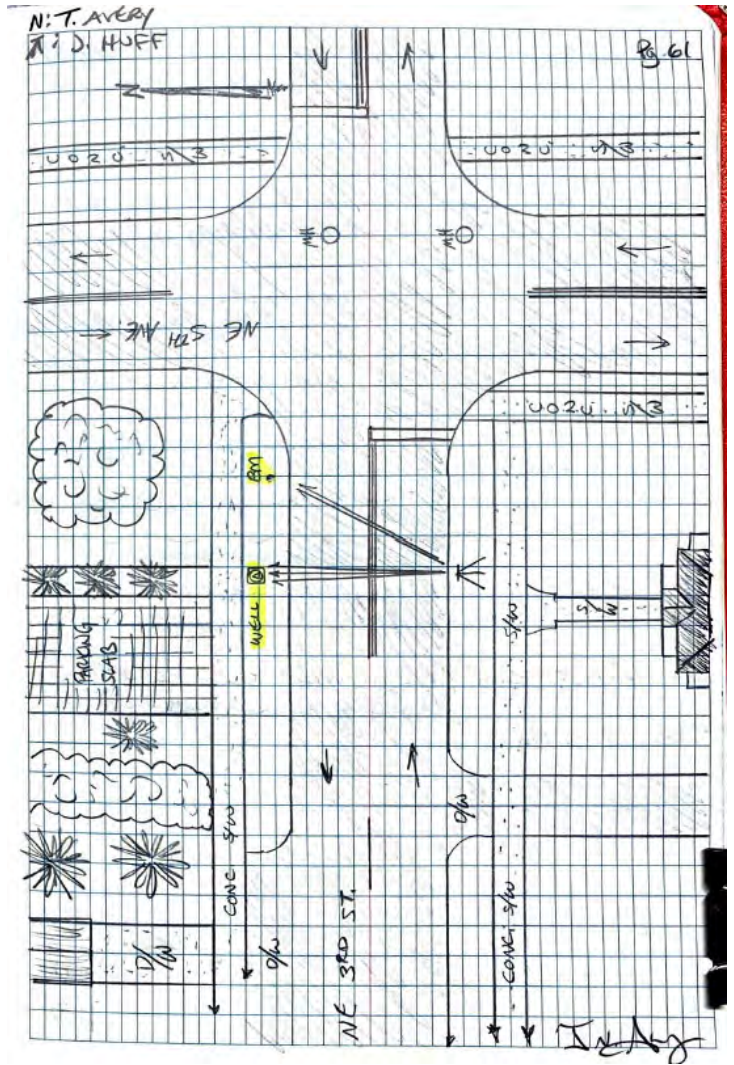 N: T. AVERY
⊼: D. HUFF
Pg. 61
N
CONC S/W
CONC S/W
MH
MH
NE 5TH AVE. →
CONC S/W
BM
WELL
S/W
S/W
PARKING
SLAB
D/W
CONC S/W
CONC. S/W
D/W
D/W
NE 3RD ST.